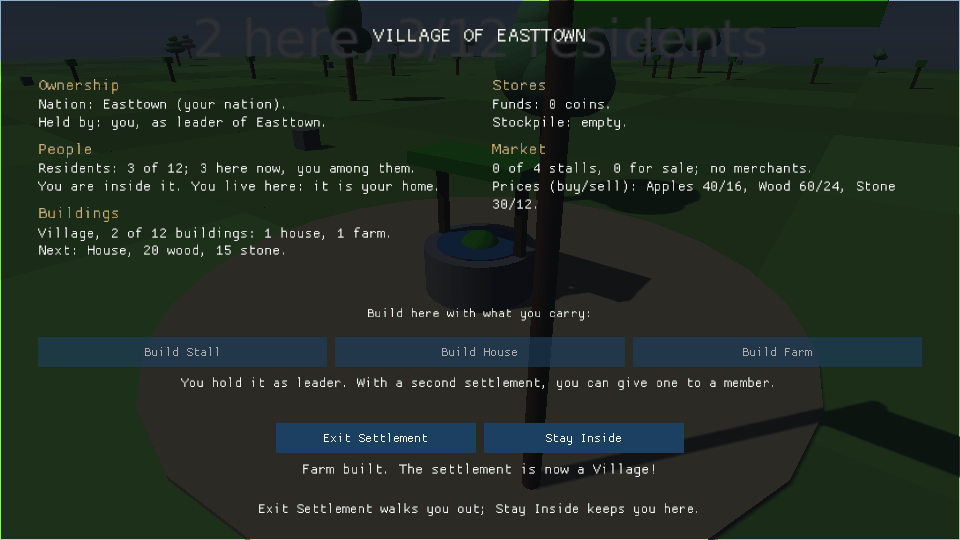 2 here, 3/12 residents
VILLAGE OF EASTTOWN
Ownership
Nation: Easttown (your nation).
Held by: you, as leader of Easttown.
People
Residents: 3 of 12; 3 here now, you among them.
You are inside it. You live here: it is your home.
Buildings
Village, 2 of 12 buildings: 1 house, 1 farm.
Next: House, 20 wood, 15 stone.
Stores
Funds: 0 coins.
Stockpile: empty.
Market
0 of 4 stalls, 0 for sale; no merchants.
Prices (buy/sell): Apples 40/16, Wood 60/24, Stone
30/12.
Build here with what you carry:
Build Stall
Build House
Build Farm
You hold it as leader. With a second settlement, you can give one to a member.
Exit Settlement
Stay Inside
Farm built. The settlement is now a Village!
Exit Settlement walks you out; Stay Inside keeps you here.